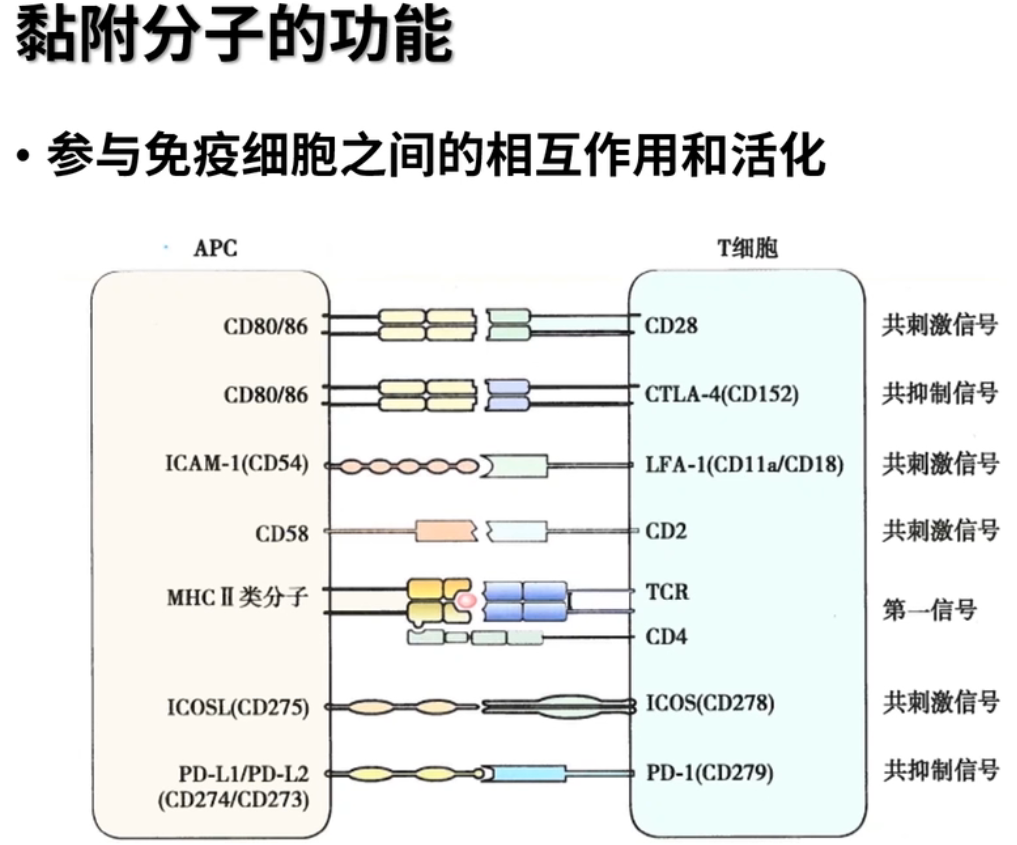 黏附分子的功能
• 参与免疫细胞之间的相互作用和活化
APC T细胞
CD80/86 CD28 共刺激信号
CD80/86 CTLA-4(CD152) 共抑制信号
ICAM-1(CD54) LFA-1(CD11a/CD18) 共刺激信号
CD58 CD2 共刺激信号
MHCⅡ类分子 TCR 第一信号
CD4
ICOSL(CD275) ICOS(CD278) 共刺激信号
PD-L1/PD-L2 PD-1(CD279) 共抑制信号
(CD274/CD273)